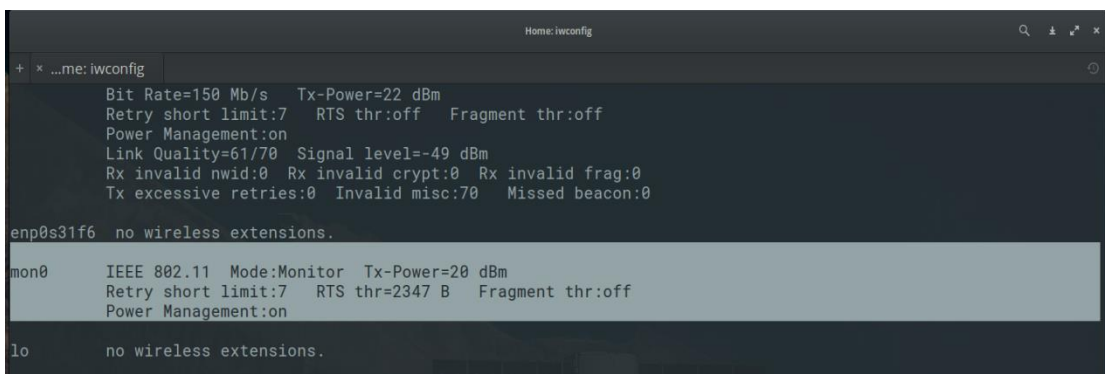 Home: iwconfig
+ × ...me: iwconfig
Bit Rate=150 Mb/s   Tx-Power=22 dBm
Retry short limit:7   RTS thr:off   Fragment thr:off
Power Management:on
Link Quality=61/70  Signal level=-49 dBm
Rx invalid nwid:0  Rx invalid crypt:0  Rx invalid frag:0
Tx excessive retries:0  Invalid misc:70   Missed beacon:0
enp0s31f6  no wireless extensions.
mon0      IEEE 802.11  Mode:Monitor  Tx-Power=20 dBm
Retry short limit:7   RTS thr=2347 B   Fragment thr:off
Power Management:on
lo        no wireless extensions.